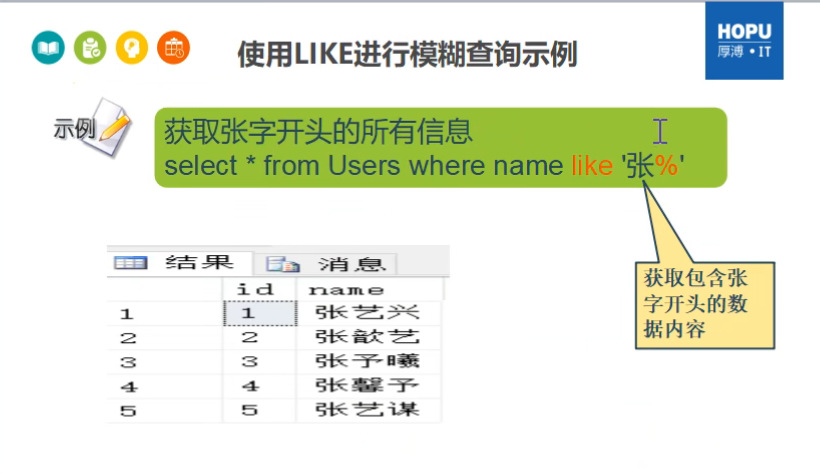 使用LIKE进行模糊查询示例
HOPU
厚溥·IT
示例
获取张字开头的所有信息
select * from Users where name like '张%'
获取包含张
字开头的数
据内容
结果 消息
id name
1 1 张艺兴
2 2 张歆艺
3 3 张予曦
4 4 张馨予
5 5 张艺谋